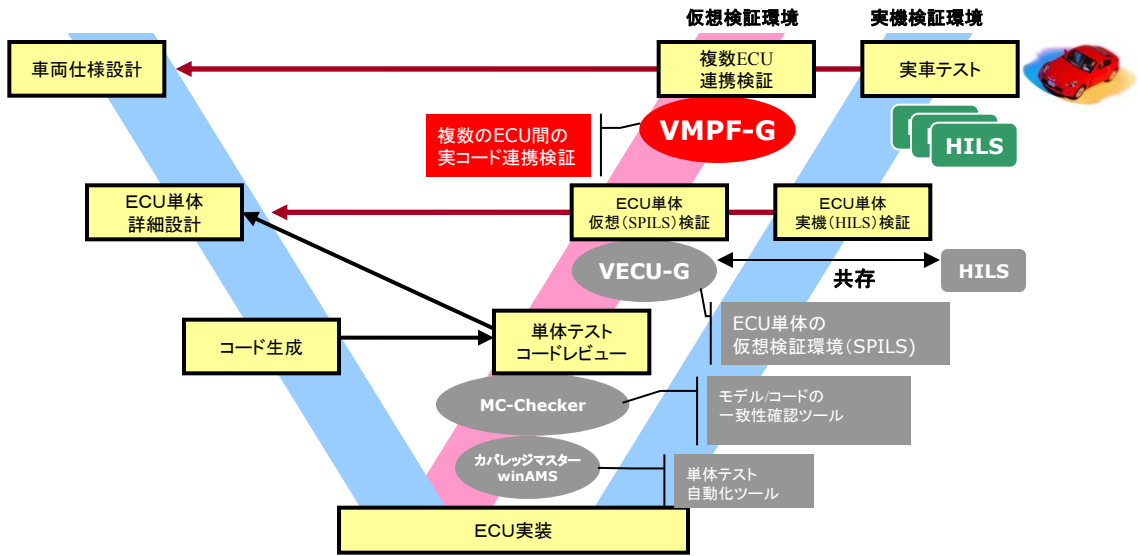 仮想検証環境
実機検証環境
車両仕様設計
複数ECU
連携検証
実車テスト
複数のECU間の
実コード連携検証
VMPF-G
HILS
ECU単体
詳細設計
ECU単体
仮想(SPILS)検証
ECU単体
実機(HILS)検証
VECU-G
共存
HILS
ECU単体の
仮想検証環境(SPILS)
コード生成
単体テスト
コードレビュー
MC-Checker
モデル/コードの
一致性確認ツール
カバレッジマスター
winAMS
単体テスト
自動化ツール
ECU実装